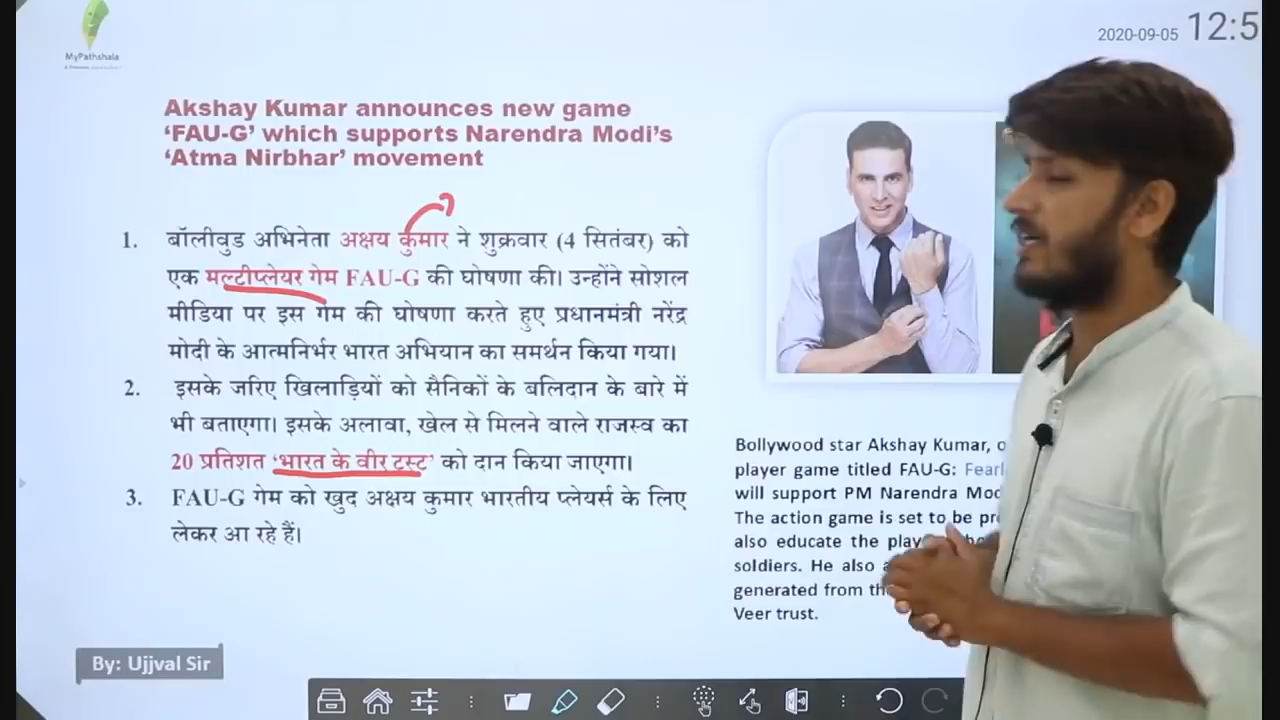 MyPathshala
2020-09-05 12:5
Akshay Kumar announces new game
‘FAU-G’ which supports Narendra Modi’s
‘Atma Nirbhar’ movement
1. बॉलीवुड अभिनेता अक्षय कुमार ने शुक्रवार (4 सितंबर) को
एक मल्टीप्लेयर गेम FAU-G की घोषणा की। उन्होंने सोशल
मीडिया पर इस गेम की घोषणा करते हुए प्रधानमंत्री नरेंद्र
मोदी के आत्मनिर्भर भारत अभियान का समर्थन किया गया।
2. इसके जरिए खिलाड़ियों को सैनिकों के बलिदान के बारे में
भी बताएगा। इसके अलावा, खेल से मिलने वाले राजस्व का
20 प्रतिशत ‘भारत के वीर ट्रस्ट’ को दान किया जाएगा।
3. FAU-G गेम को खुद अक्षय कुमार भारतीय प्लेयर्स के लिए
लेकर आ रहे हैं।
Bollywood star Akshay Kumar, o
player game titled FAU-G: Fearl
will support PM Narendra Mod
The action game is set to be pr
also educate the play
soldiers. He also a
generated from th
Veer trust.
By: Ujjval Sir